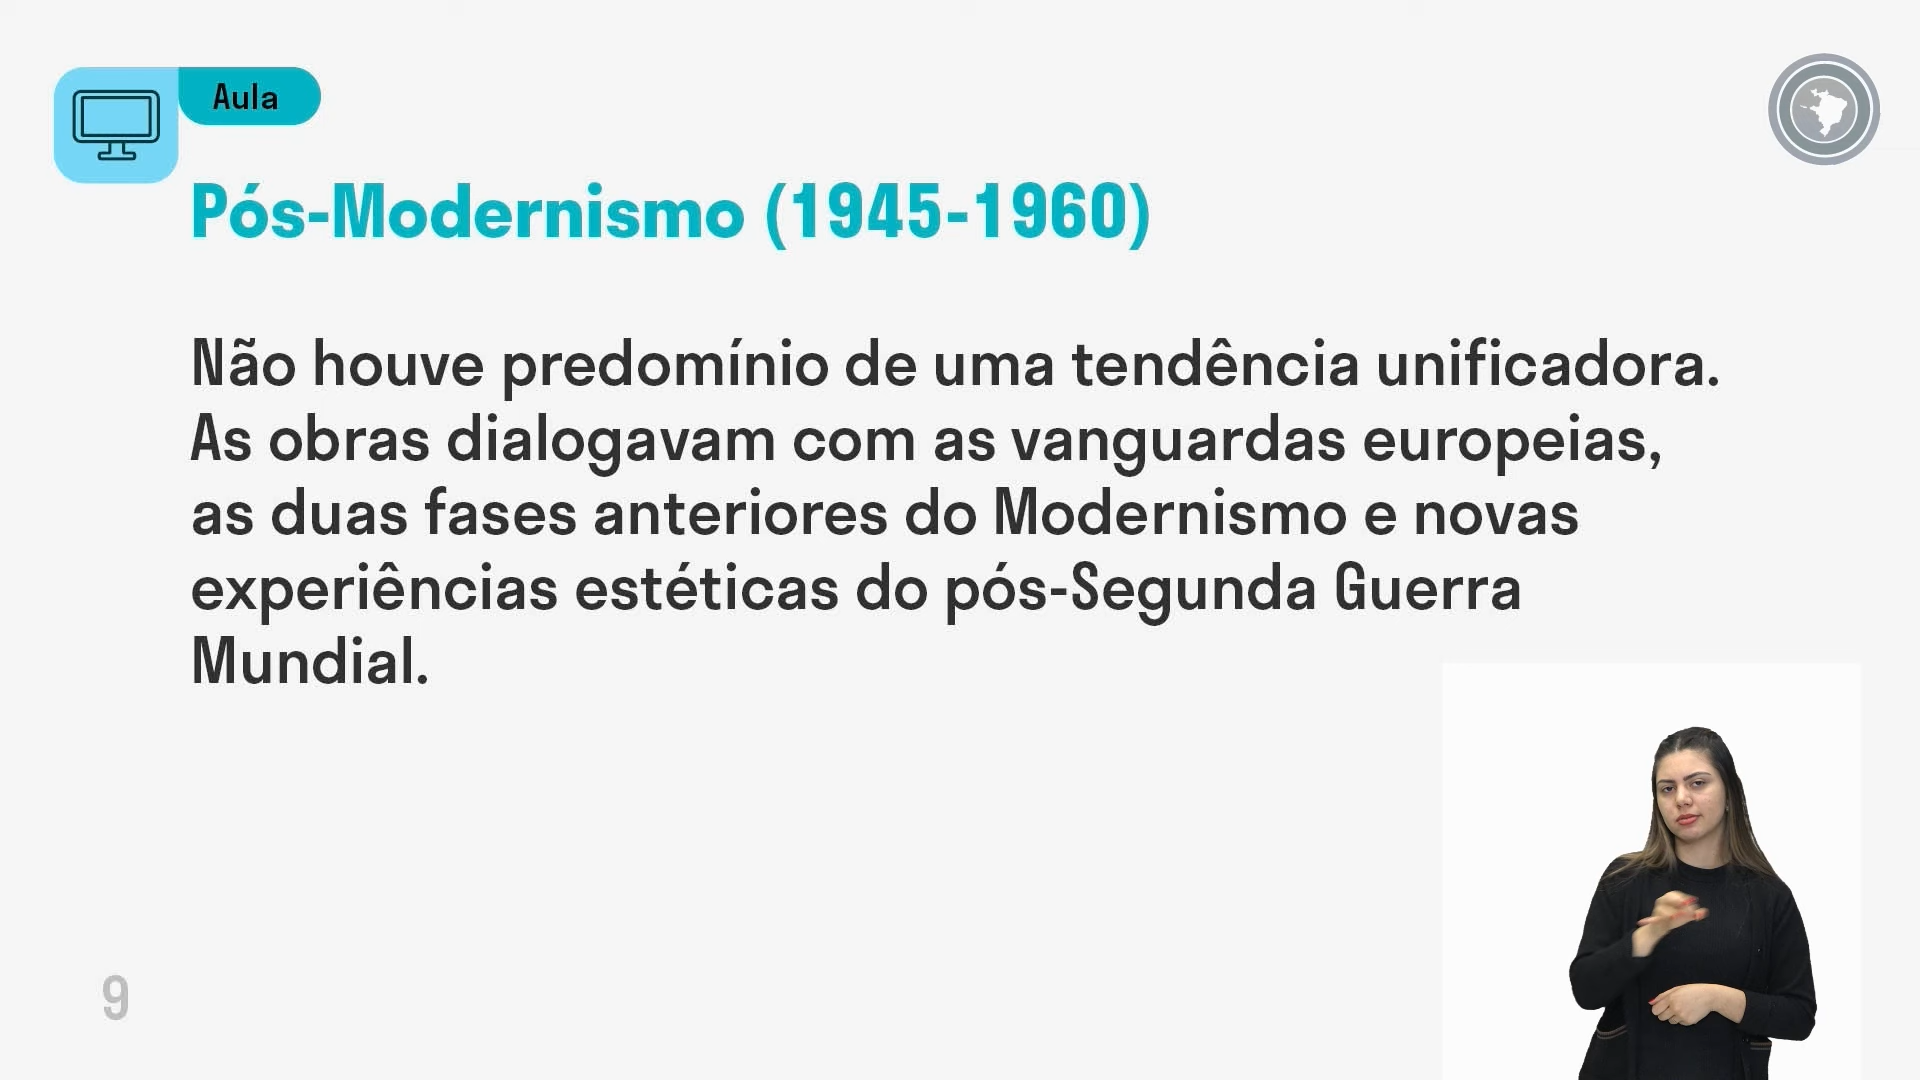 Aula
Pós-Modernismo (1945-1960)
Não houve predomínio de uma tendência unificadora.
As obras dialogavam com as vanguardas europeias,
as duas fases anteriores do Modernismo e novas
experiências estéticas do pós-Segunda Guerra
Mundial.
9